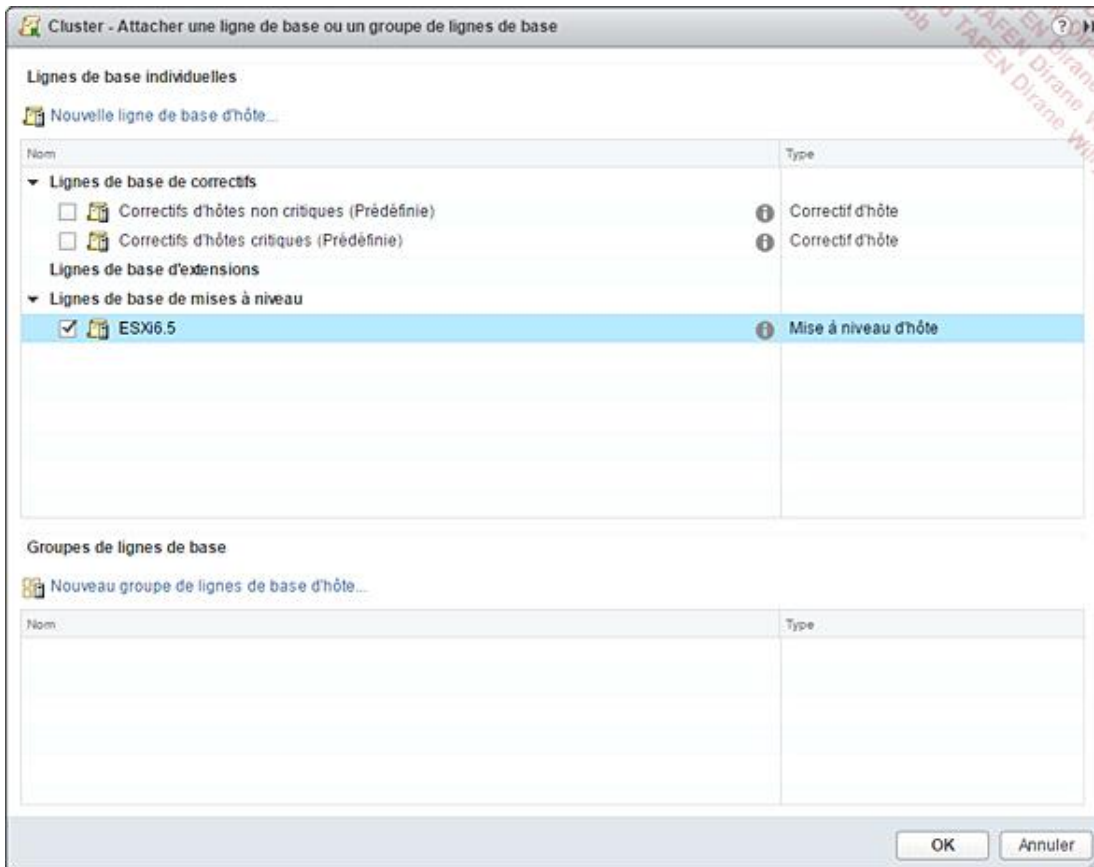 Cluster - Attacher une ligne de base ou un groupe de lignes de base
?
TAFEN Dirane
Lignes de base individuelles
Nouvelle ligne de base d'hôte...
Nom Type
Lignes de base de correctifs
Correctifs d'hôtes non critiques (Prédéfinie) Correctif d'hôte
Correctifs d'hôtes critiques (Prédéfinie) Correctif d'hôte
Lignes de base d'extensions
Lignes de base de mises à niveau
ESXi6.5 Mise à niveau d'hôte
Groupes de lignes de base
Nouveau groupe de lignes de base d'hôte...
Nom Type
OK Annuler